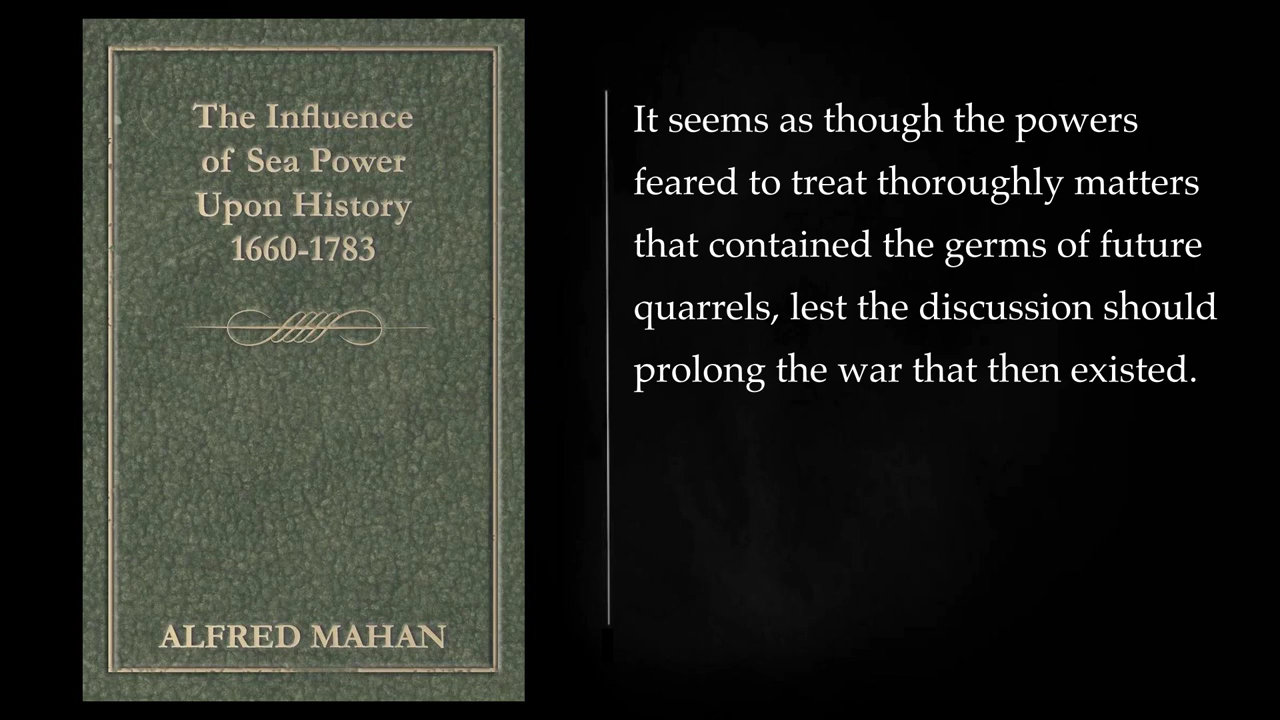 The Influence
of Sea Power
Upon History
1660-1783
ALFRED MAHAN
It seems as though the powers
feared to treat thoroughly matters
that contained the germs of future
quarrels, lest the discussion should
prolong the war that then existed.